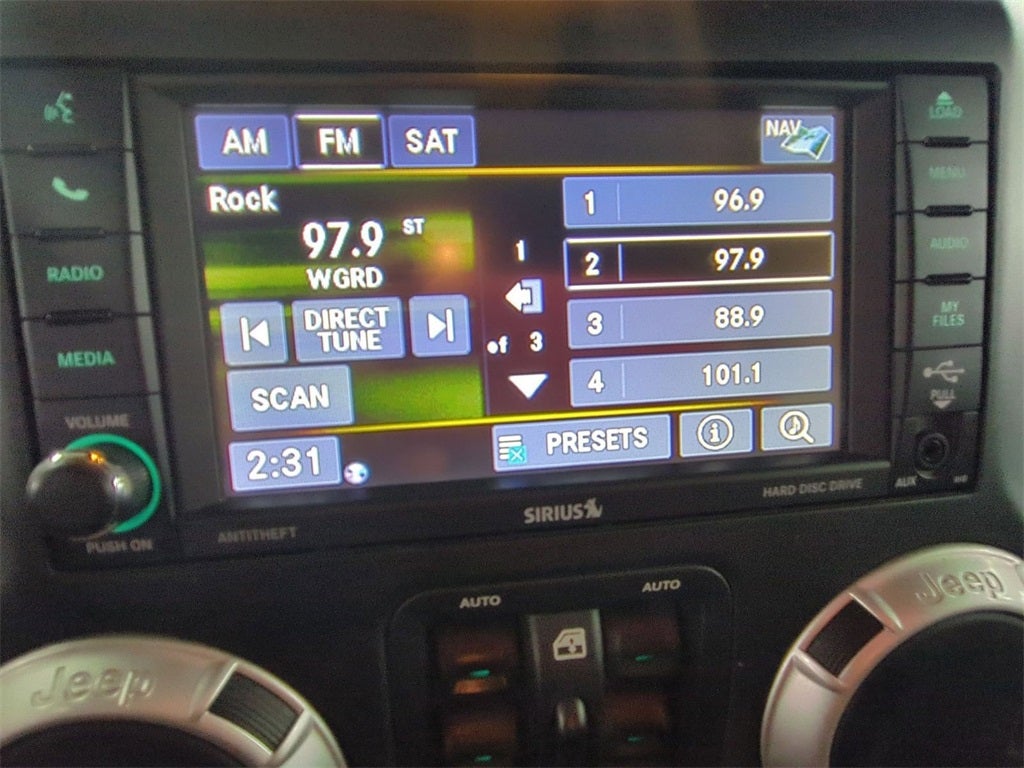 AM FM SAT NAV
LOAD
MENU
AUDIO
MY
FILES
PULL
AUX
RADIO
MEDIA
VOLUME
PUSH ON
Rock
97.9 ST
WGRD
DIRECT
TUNE
SCAN
2:31
1
of 3
1 96.9
2 97.9
3 88.9
4 101.1
PRESETS
ANTITHEFT
SIRIUS
HARD DISC DRIVE
AUTO AUTO
Jeep
Jeep